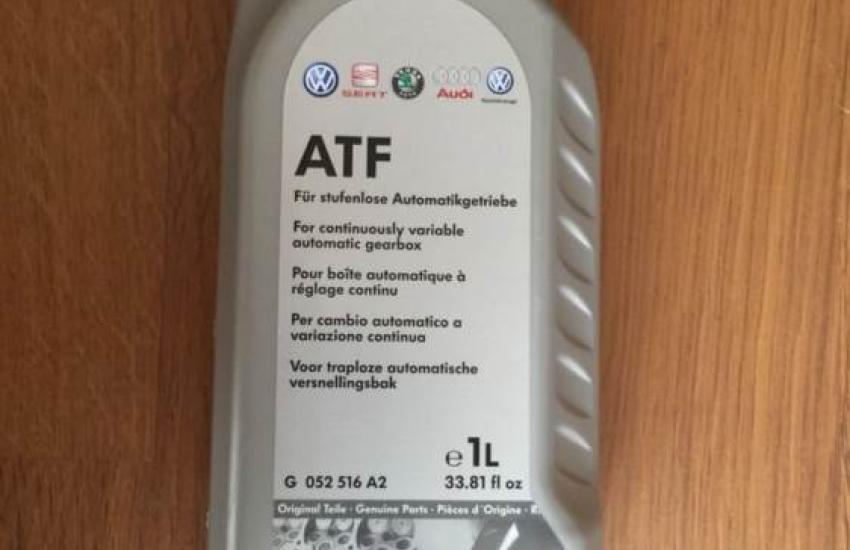 SEAT
Audi
ATF
Für stufenlose Automatikgetriebe
For continuously variable
automatic gearbox
Pour boîte automatique à
réglage continu
Per cambio automatico a
variazione continua
Voor traploze automatische
versnellingsbak
℮ 1L
G 052 516 A2 33.81 fl oz
Original Teile · Genuine Parts · Pièces d'Origine ·